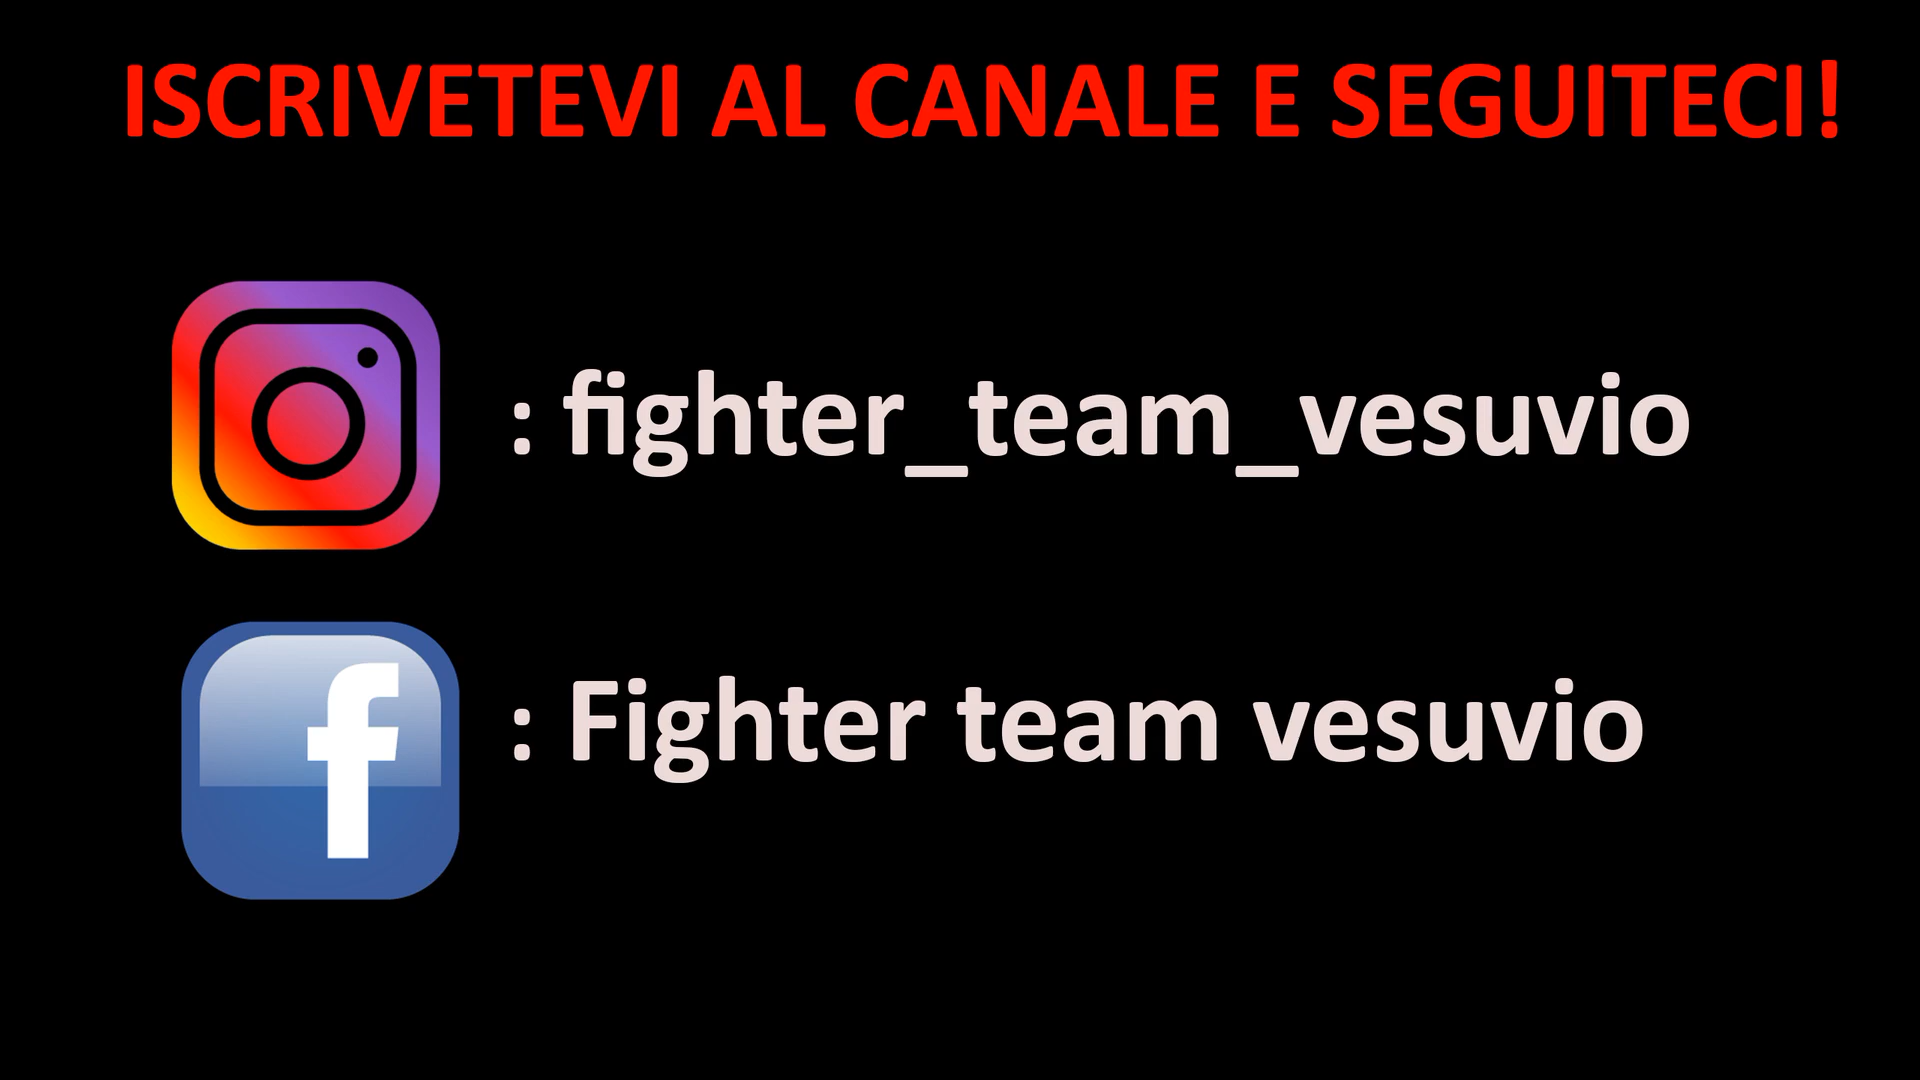 ISCRIVETEVI AL CANALE E SEGUITECI!
: fighter_team_vesuvio
: Fighter team vesuvio